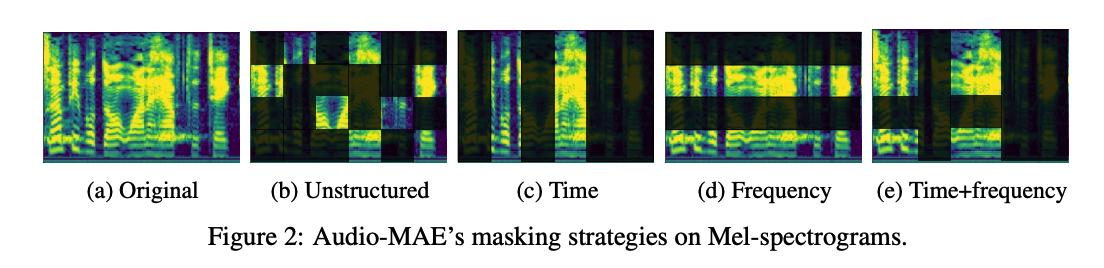 (a) Original (b) Unstructured (c) Time (d) Frequency (e) Time+frequency
Figure 2: Audio-MAE's masking strategies on Mel-spectrograms.